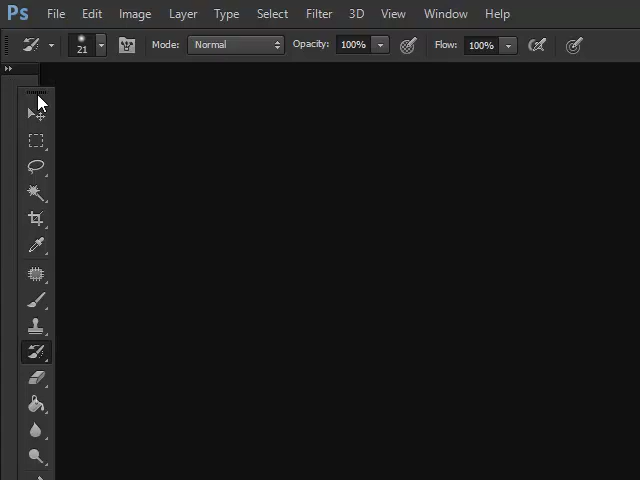 Ps File Edit Image Layer Type Select Filter 3D View Window Help
21 Mode: Normal Opacity: 100% Flow: 100%